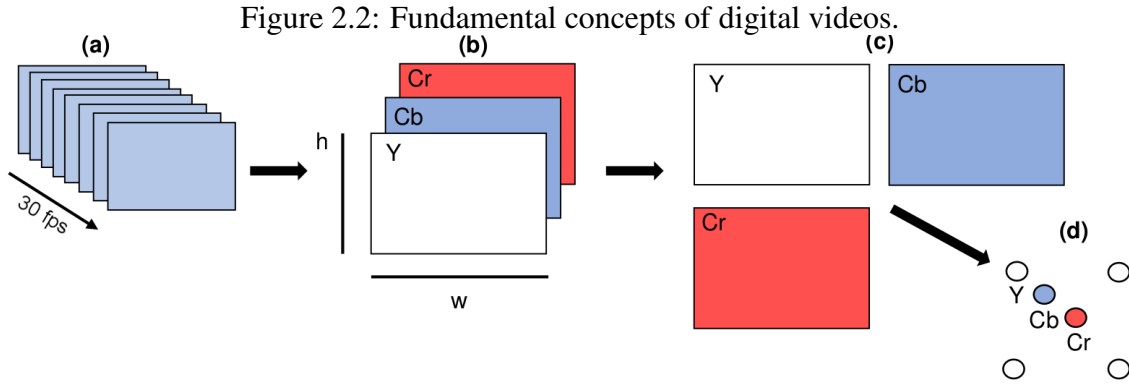 Figure 2.2: Fundamental concepts of digital videos.
(a)
(b)
(c)
Cr
Cb
Y
h
w
30 fps
Y
Cb
Cr
(d)
Y
Cb
Cr